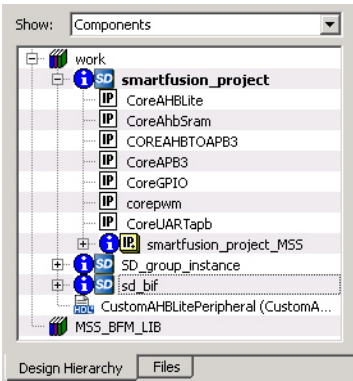 Show: Components
work
SD smartfusion_project
IP CoreAHBLite
IP CoreAhbSram
IP COREAHBTOAPB3
IP CoreAPB3
IP CoreGPIO
IP corepwm
IP CoreUARTapb
IP smartfusion_project_MSS
SD SD_group_instance
SD sd_bif
HDL CustomAHBLitePeripheral (CustomA...
MSS_BFM_LIB
Design Hierarchy Files